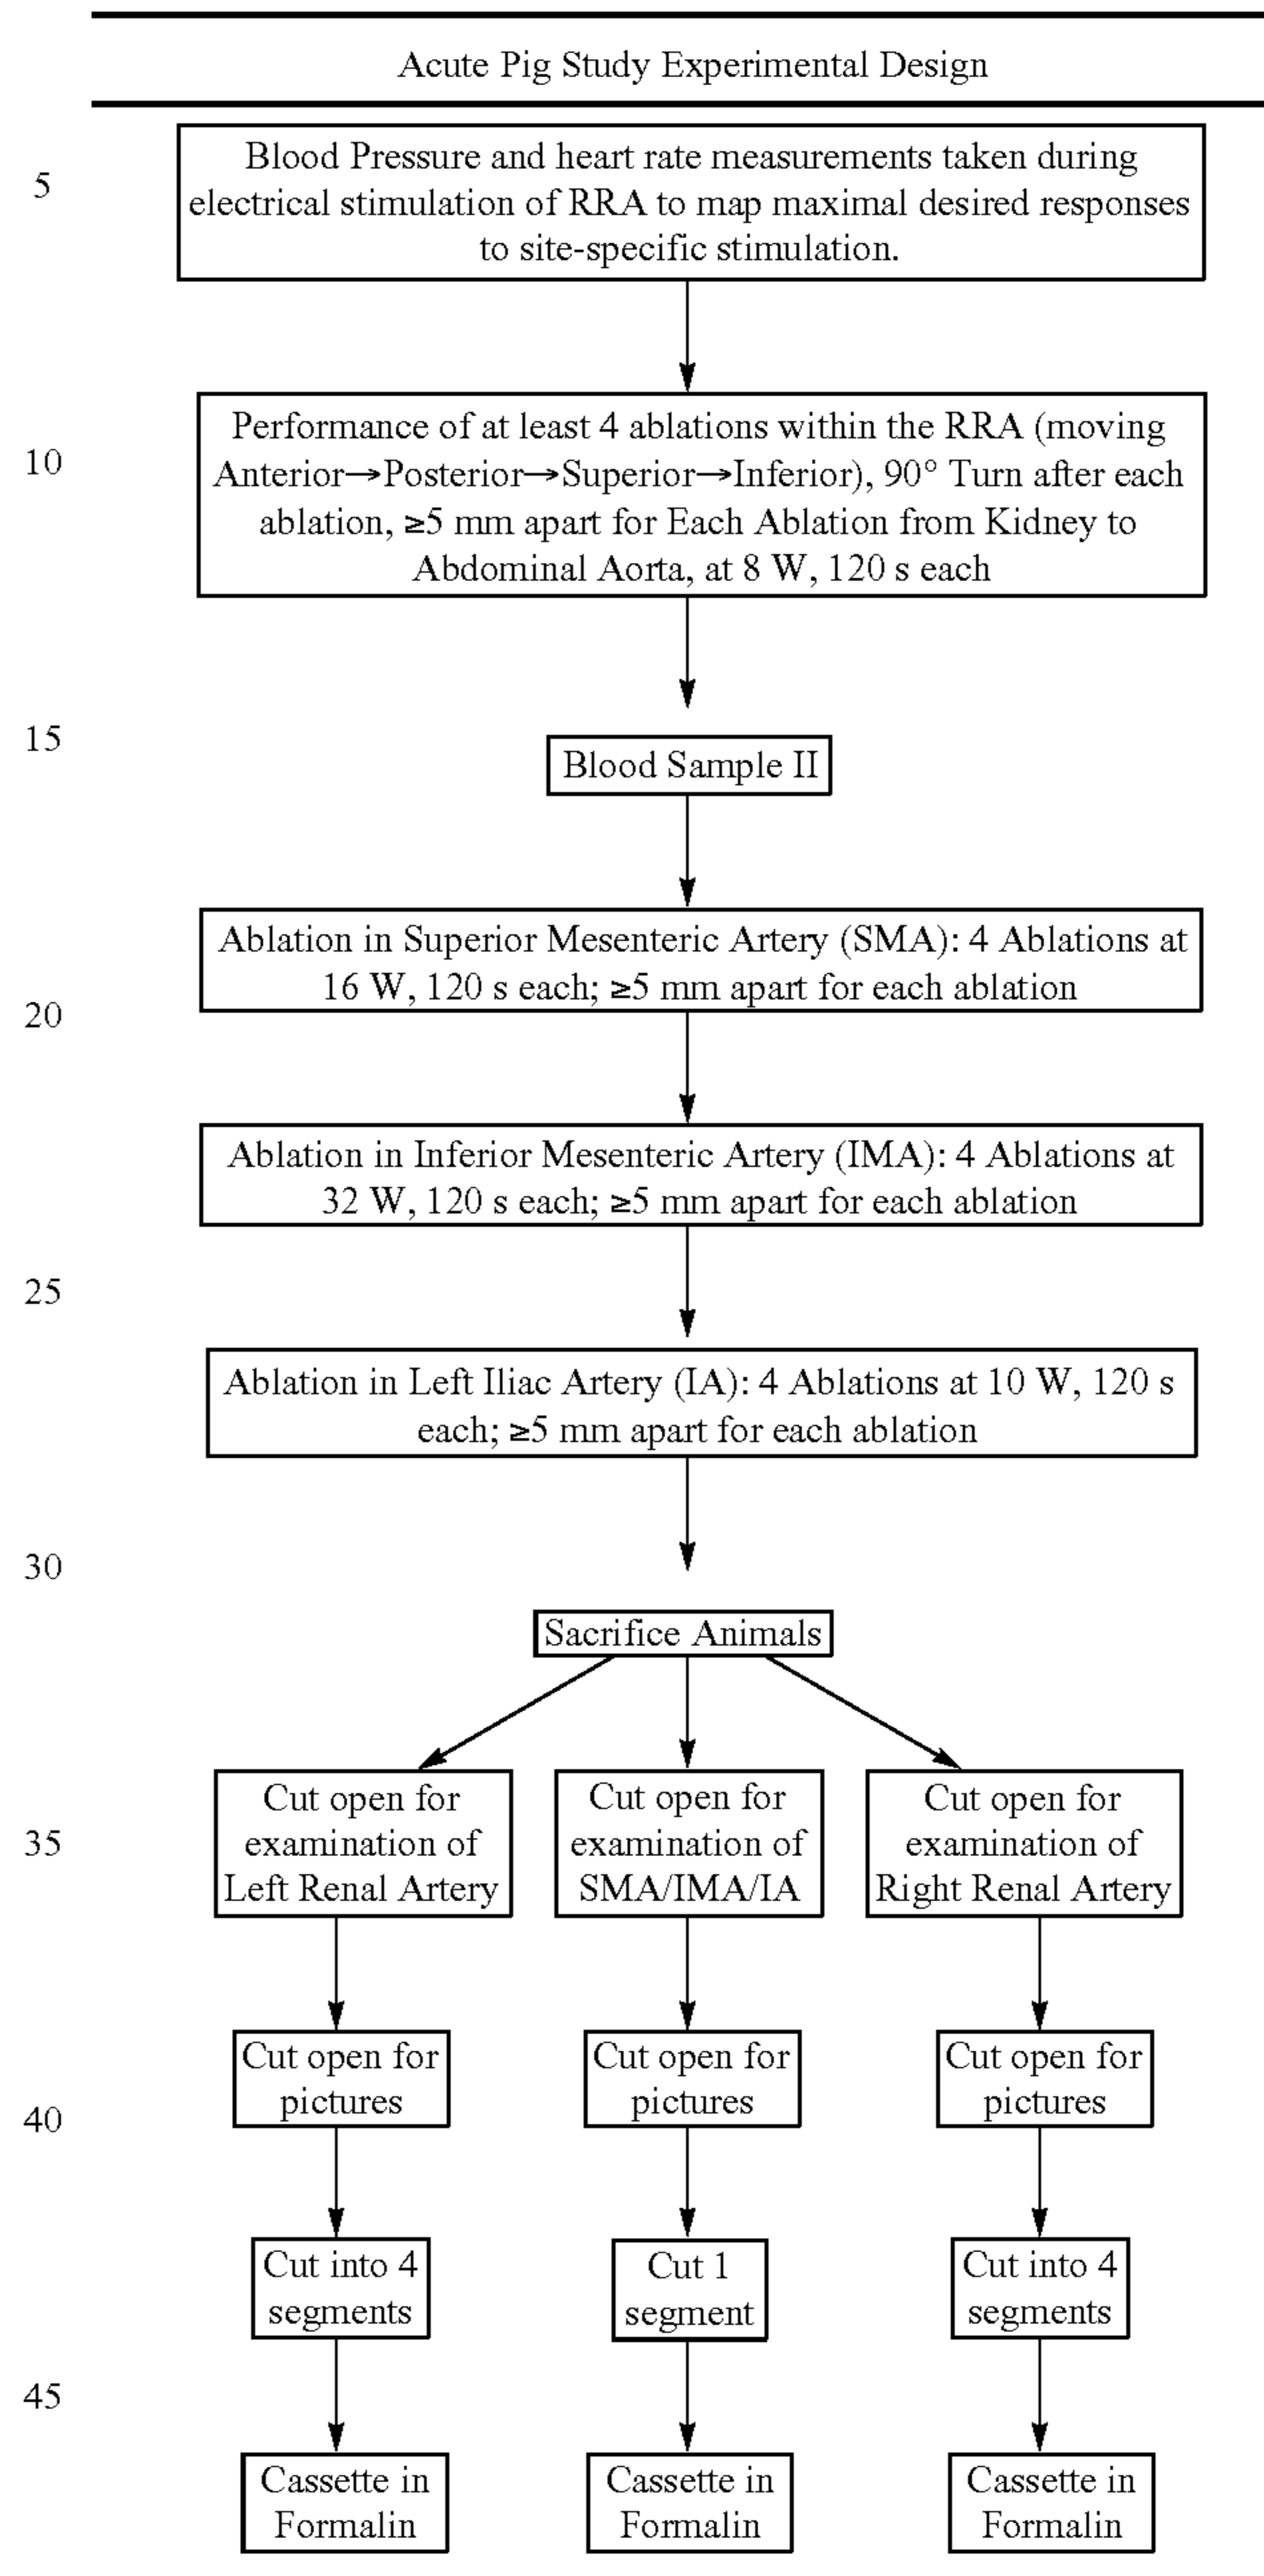 Acute Pig Study Experimental Design
5
Blood Pressure and heart rate measurements taken during
electrical stimulation of RRA to map maximal desired responses
to site-specific stimulation.
10
Performance of at least 4 ablations within the RRA (moving
Anterior→Posterior→Superior→Inferior), 90° Turn after each
ablation, ≥5 mm apart for Each Ablation from Kidney to
Abdominal Aorta, at 8 W, 120 s each
15
Blood Sample II
Ablation in Superior Mesenteric Artery (SMA): 4 Ablations at
16 W, 120 s each; ≥5 mm apart for each ablation
20
Ablation in Inferior Mesenteric Artery (IMA): 4 Ablations at
32 W, 120 s each; ≥5 mm apart for each ablation
25
Ablation in Left Iliac Artery (IA): 4 Ablations at 10 W, 120 s
each; ≥5 mm apart for each ablation
30
Sacrifice Animals
35
Cut open for
examination of
Left Renal Artery
Cut open for
examination of
SMA/IMA/IA
Cut open for
examination of
Right Renal Artery
40
Cut open for
pictures
Cut open for
pictures
Cut open for
pictures
Cut into 4
segments
Cut 1
segment
Cut into 4
segments
45
Cassette in
Formalin
Cassette in
Formalin
Cassette in
Formalin